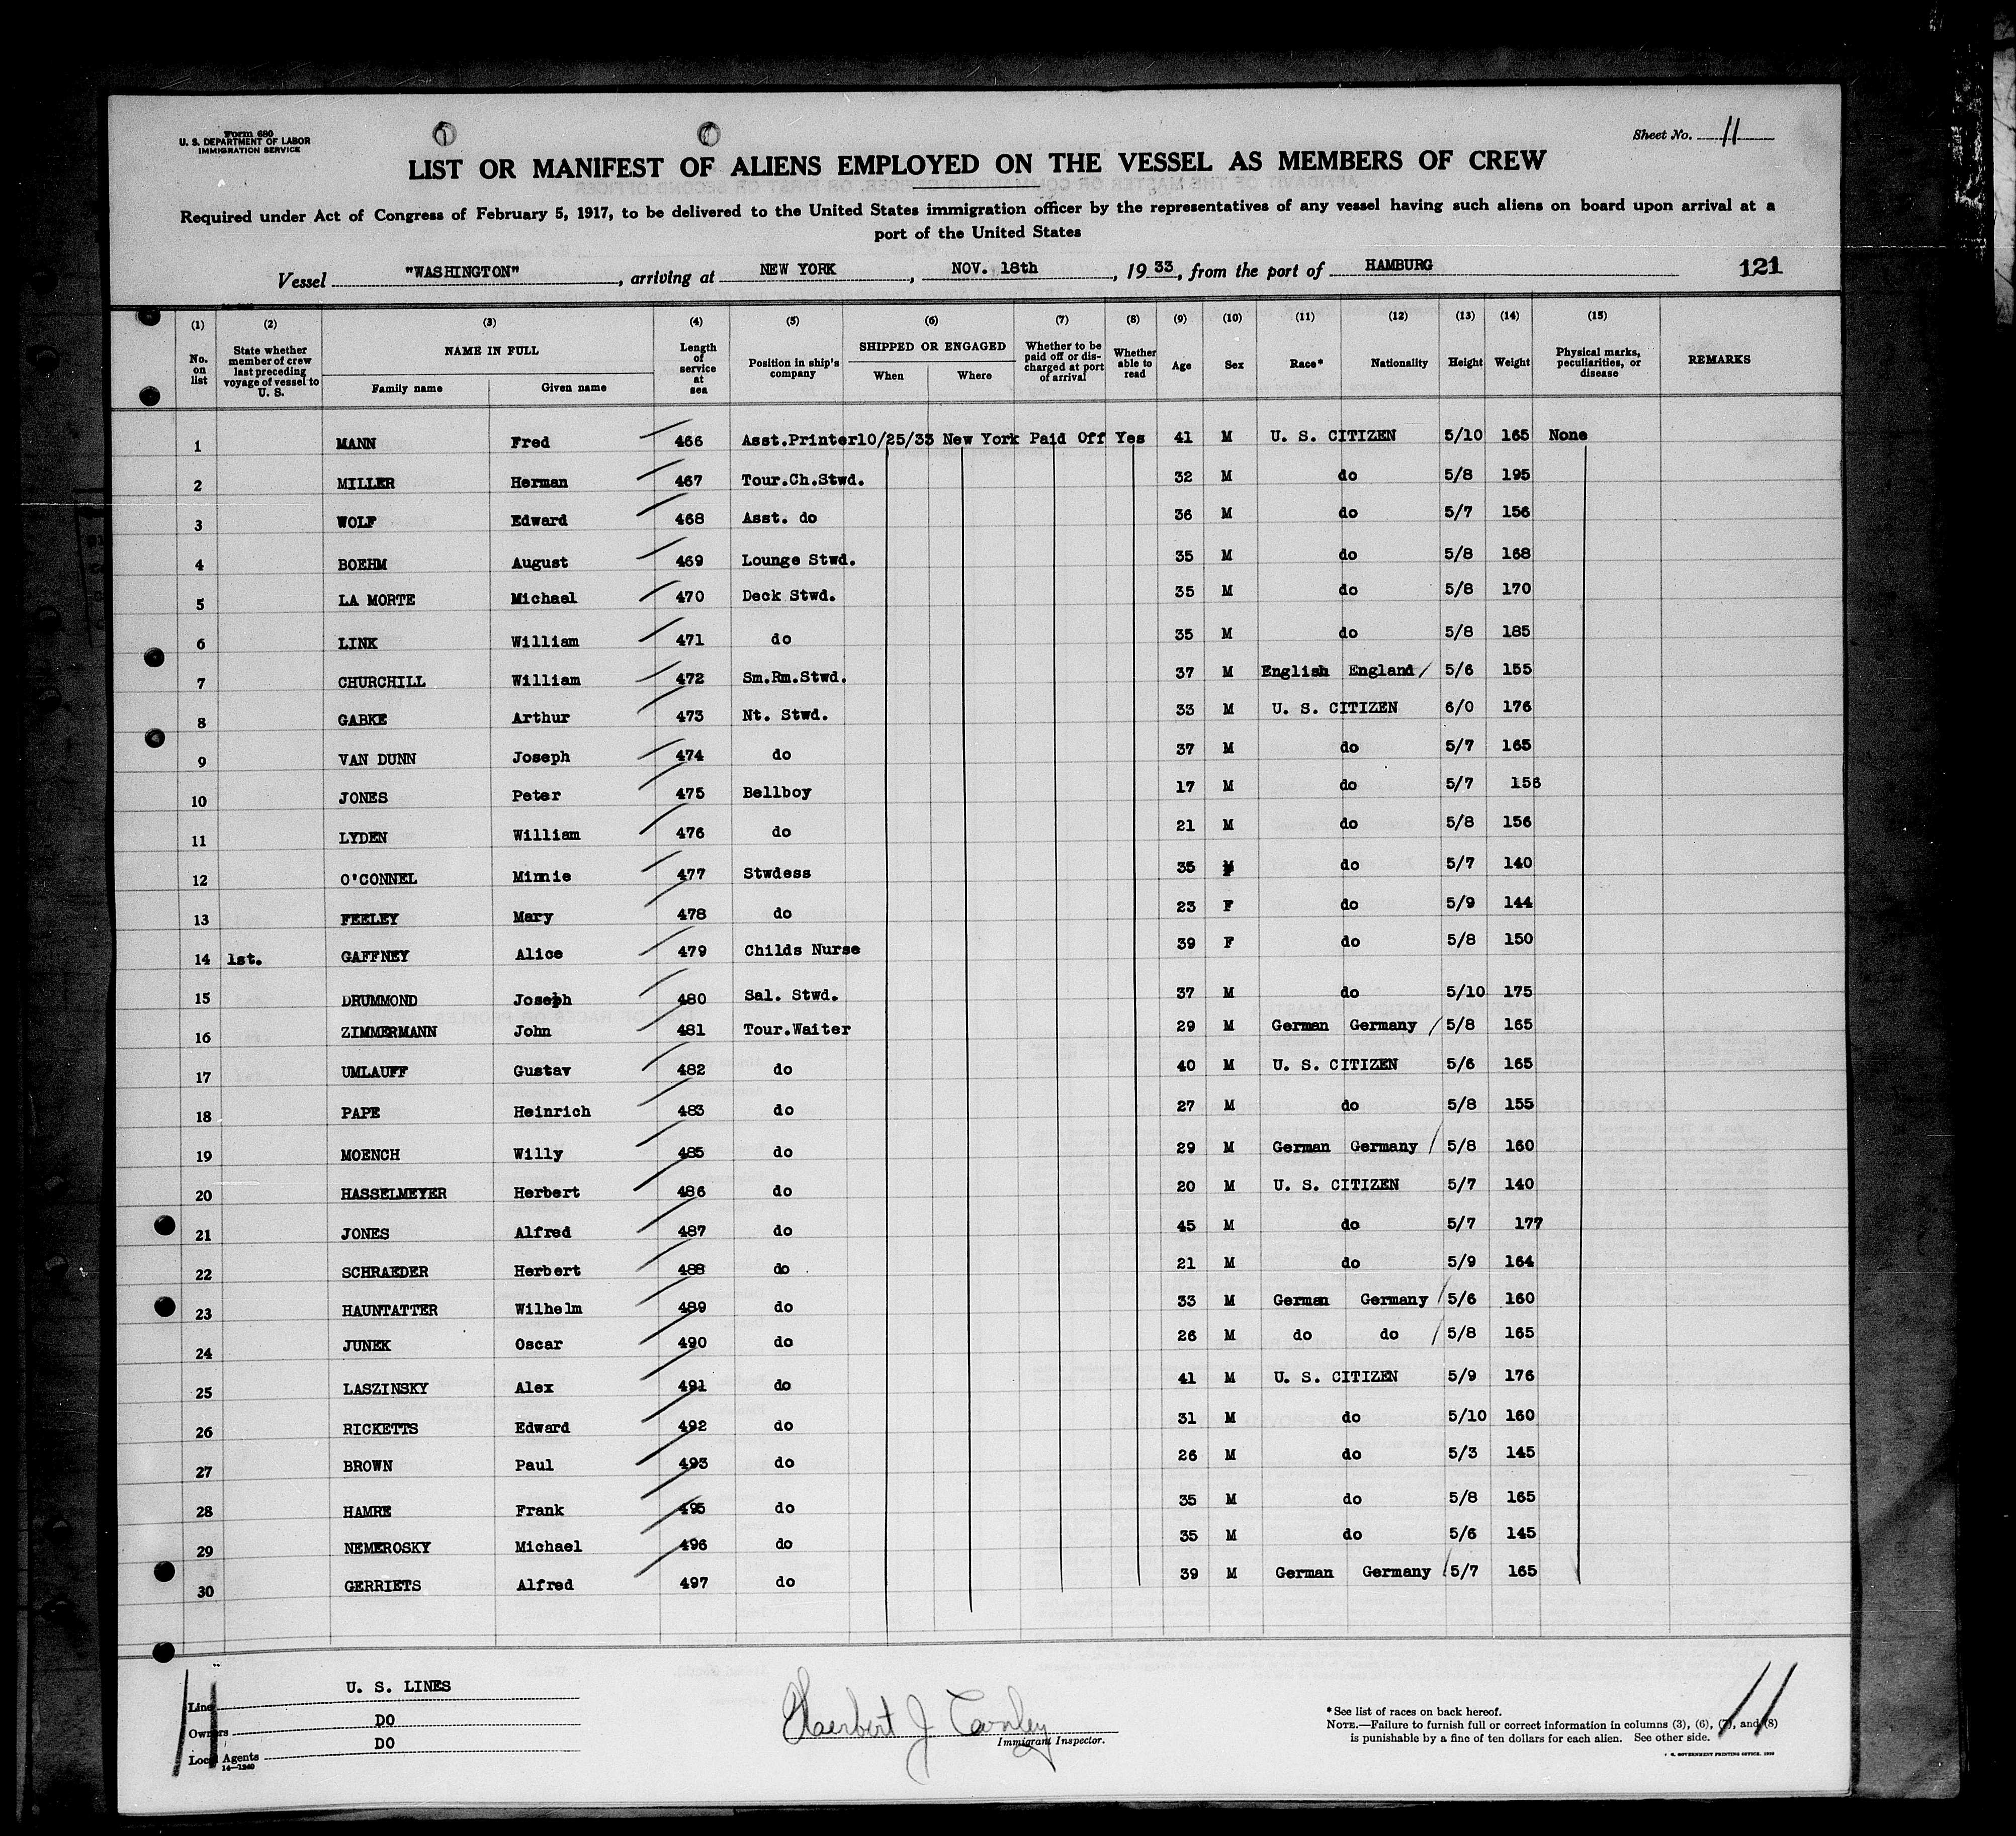 Form 680
U. S. DEPARTMENT OF LABOR
IMMIGRATION SERVICE
Sheet No. 11
LIST OR MANIFEST OF ALIENS EMPLOYED ON THE VESSEL AS MEMBERS OF CREW
Required under Act of Congress of February 5, 1917, to be delivered to the United States immigration officer by the representatives of any vessel having such aliens on board upon arrival at a
port of the United States
Vessel "WASHINGTON", arriving at NEW YORK, NOV. 18th, 1933, from the port of HAMBURG 121
(1) (2) (3) (4) (5) (6) (7) (8) (9) (10) (11) (12) (13) (14) (15)
No. on list State whether member of crew last preceding voyage of vessel to U. S. NAME IN FULL Family name Given name Length of service at sea Position in ship's company SHIPPED OR ENGAGED When Where Whether to be paid off or discharged at port of arrival Whether able to read Age Sex Race* Nationality Height Weight Physical marks, peculiarities, or disease REMARKS
1 MANN Fred 466 Asst.Printer 10/25/33 New York Paid Off Yes 41 M U. S. CITIZEN 5/10 165 None
2 MILLER Herman 467 Tour.Ch.Stwd. 32 M do 5/8 195
3 WOLF Edward 468 Asst. do 36 M do 5/7 156
4 BOEHM August 469 Lounge Stwd. 35 M do 5/8 168
5 LA MORTE Michael 470 Deck Stwd. 35 M do 5/8 170
6 LINK William 471 do 35 M do 5/8 185
7 CHURCHILL William 472 Sm.Rm.Stwd. 37 M English England 5/6 155
8 GABKE Arthur 473 Nt. Stwd. 33 M U. S. CITIZEN 6/0 176
9 VAN DUNN Joseph 474 do 37 M do 5/7 165
10 JONES Peter 475 Bellboy 17 M do 5/7 156
11 LYDEN William 476 do 21 M do 5/8 156
12 O'CONNEL Minnie 477 Stwdess 35 F do 5/7 140
13 FEELEY Mary 478 do 23 F do 5/9 144
14 1st. GAFFNEY Alice 479 Childs Nurse 39 F do 5/8 150
15 DRUMMOND Joseph 480 Sal. Stwd. 37 M do 5/10 175
16 ZIMMERMANN John 481 Tour.Waiter 29 M German Germany 5/8 165
17 UMLAUFF Gustav 482 do 40 M U. S. CITIZEN 5/6 165
18 PAPE Heinrich 483 do 27 M do 5/8 155
19 MOENCH Willy 485 do 29 M German Germany 5/8 160
20 HASSELMEYER Herbert 486 do 20 M U. S. CITIZEN 5/7 140
21 JONES Alfred 487 do 45 M do 5/7 177
22 SCHRAEDER Herbert 488 do 21 M do 5/9 164
23 HAUNTATTER Wilhelm 489 do 33 M German Germany 5/6 160
24 JUNEK Oscar 490 do 26 M do do 5/8 165
25 LASZINSKY Alex 491 do 41 M U. S. CITIZEN 5/9 176
26 RICKETTS Edward 492 do 31 M do 5/10 160
27 BROWN Paul 493 do 26 M do 5/3 145
28 HAMRE Frank 495 do 35 M do 5/8 165
29 NEMEROSKY Michael 496 do 35 M do 5/6 145
30 GERRIETS Alfred 497 do 39 M German Germany 5/7 165
11
Line U. S. LINES
Owners DO
Local Agents DO
14—1240
Herbert J
Immigrant Inspector.
*See list of races on back hereof.
NOTE.—Failure to furnish full or correct information in columns (3), (6), (7), and (8)
is punishable by a fine of ten dollars for each alien. See other side.
11
GOVERNMENT PRINTING OFFICE